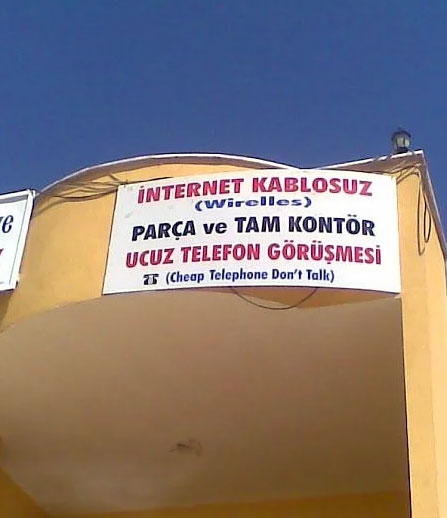 İNTERNET KABLOSUZ
(Wirelles)
PARÇA ve TAM KONTÖR
UCUZ TELEFON GÖRÜŞMESİ
☎ (Cheap Telephone Don't Talk)